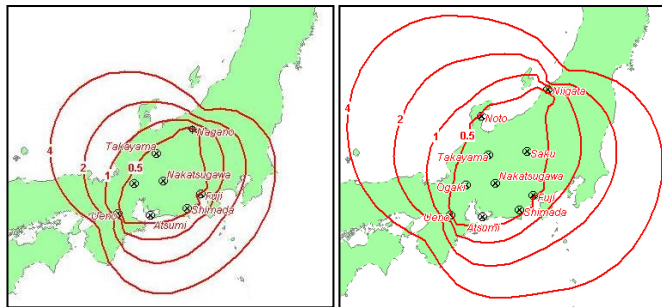 Nagano
Takayama
4
2
1
0.5
Nakatsugawa
Fuji
Ueno
Shimada
Atsumi
4
Niigata
2
1
Noto
0.5
Takayama
Saku
Ogaki
Nakatsugawa
Fuji
Ueno
Shimada
Atsumi